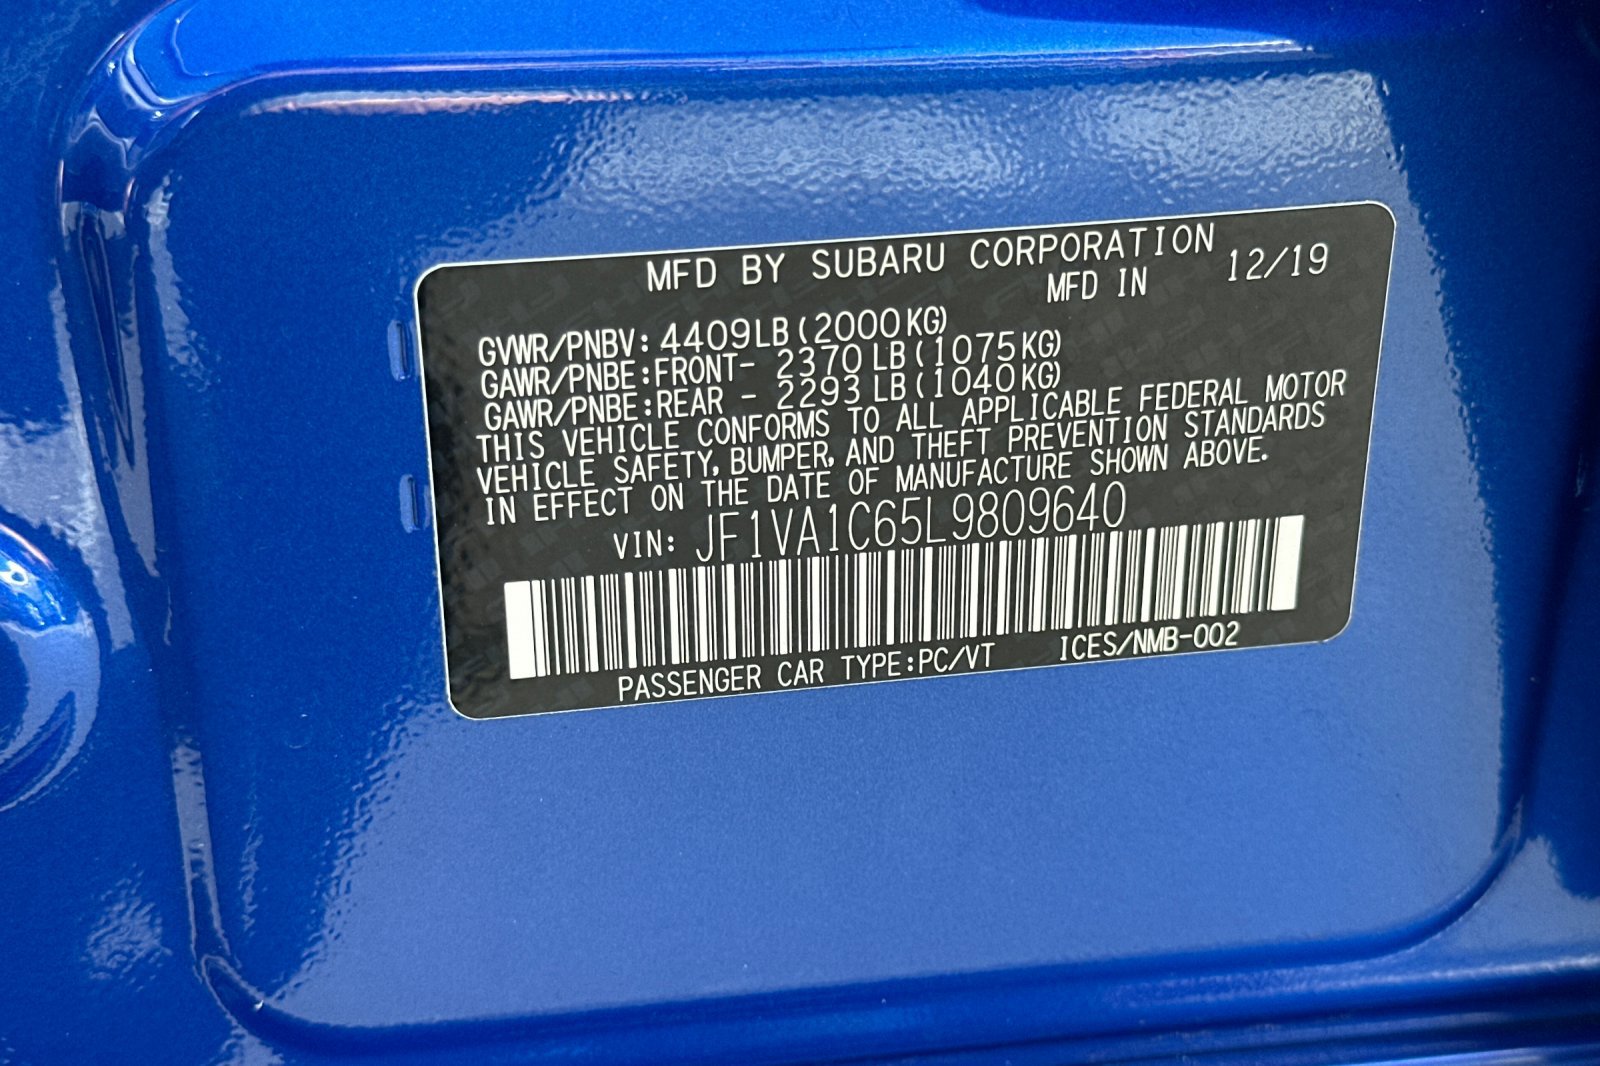 MFD BY SUBARU CORPORATION
MFD IN 12/19
GVWR/PNBV: 4409LB(2000KG)
GAWR/PNBE:FRONT- 2370 LB(1075KG)
GAWR/PNBE:REAR - 2293 LB(1040KG)
THIS VEHICLE CONFORMS TO ALL APPLICABLE FEDERAL MOTOR
VEHICLE SAFETY, BUMPER, AND THEFT PREVENTION STANDARDS
IN EFFECT ON THE DATE OF MANUFACTURE SHOWN ABOVE.
VIN: JF1VA1C65L9809640
PASSENGER CAR TYPE:PC/VT ICES/NMB-002